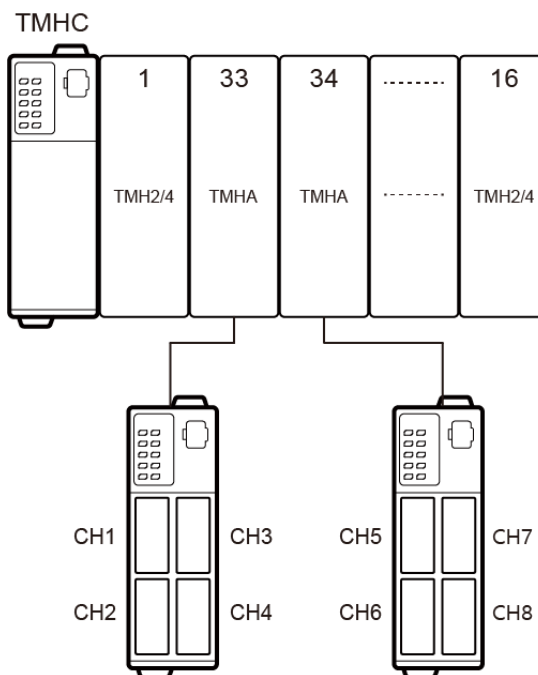 TMHC
1 33 34 16
TMH2/4 TMHA TMHA TMH2/4
CH1 CH3 CH5 CH7
CH2 CH4 CH6 CH8